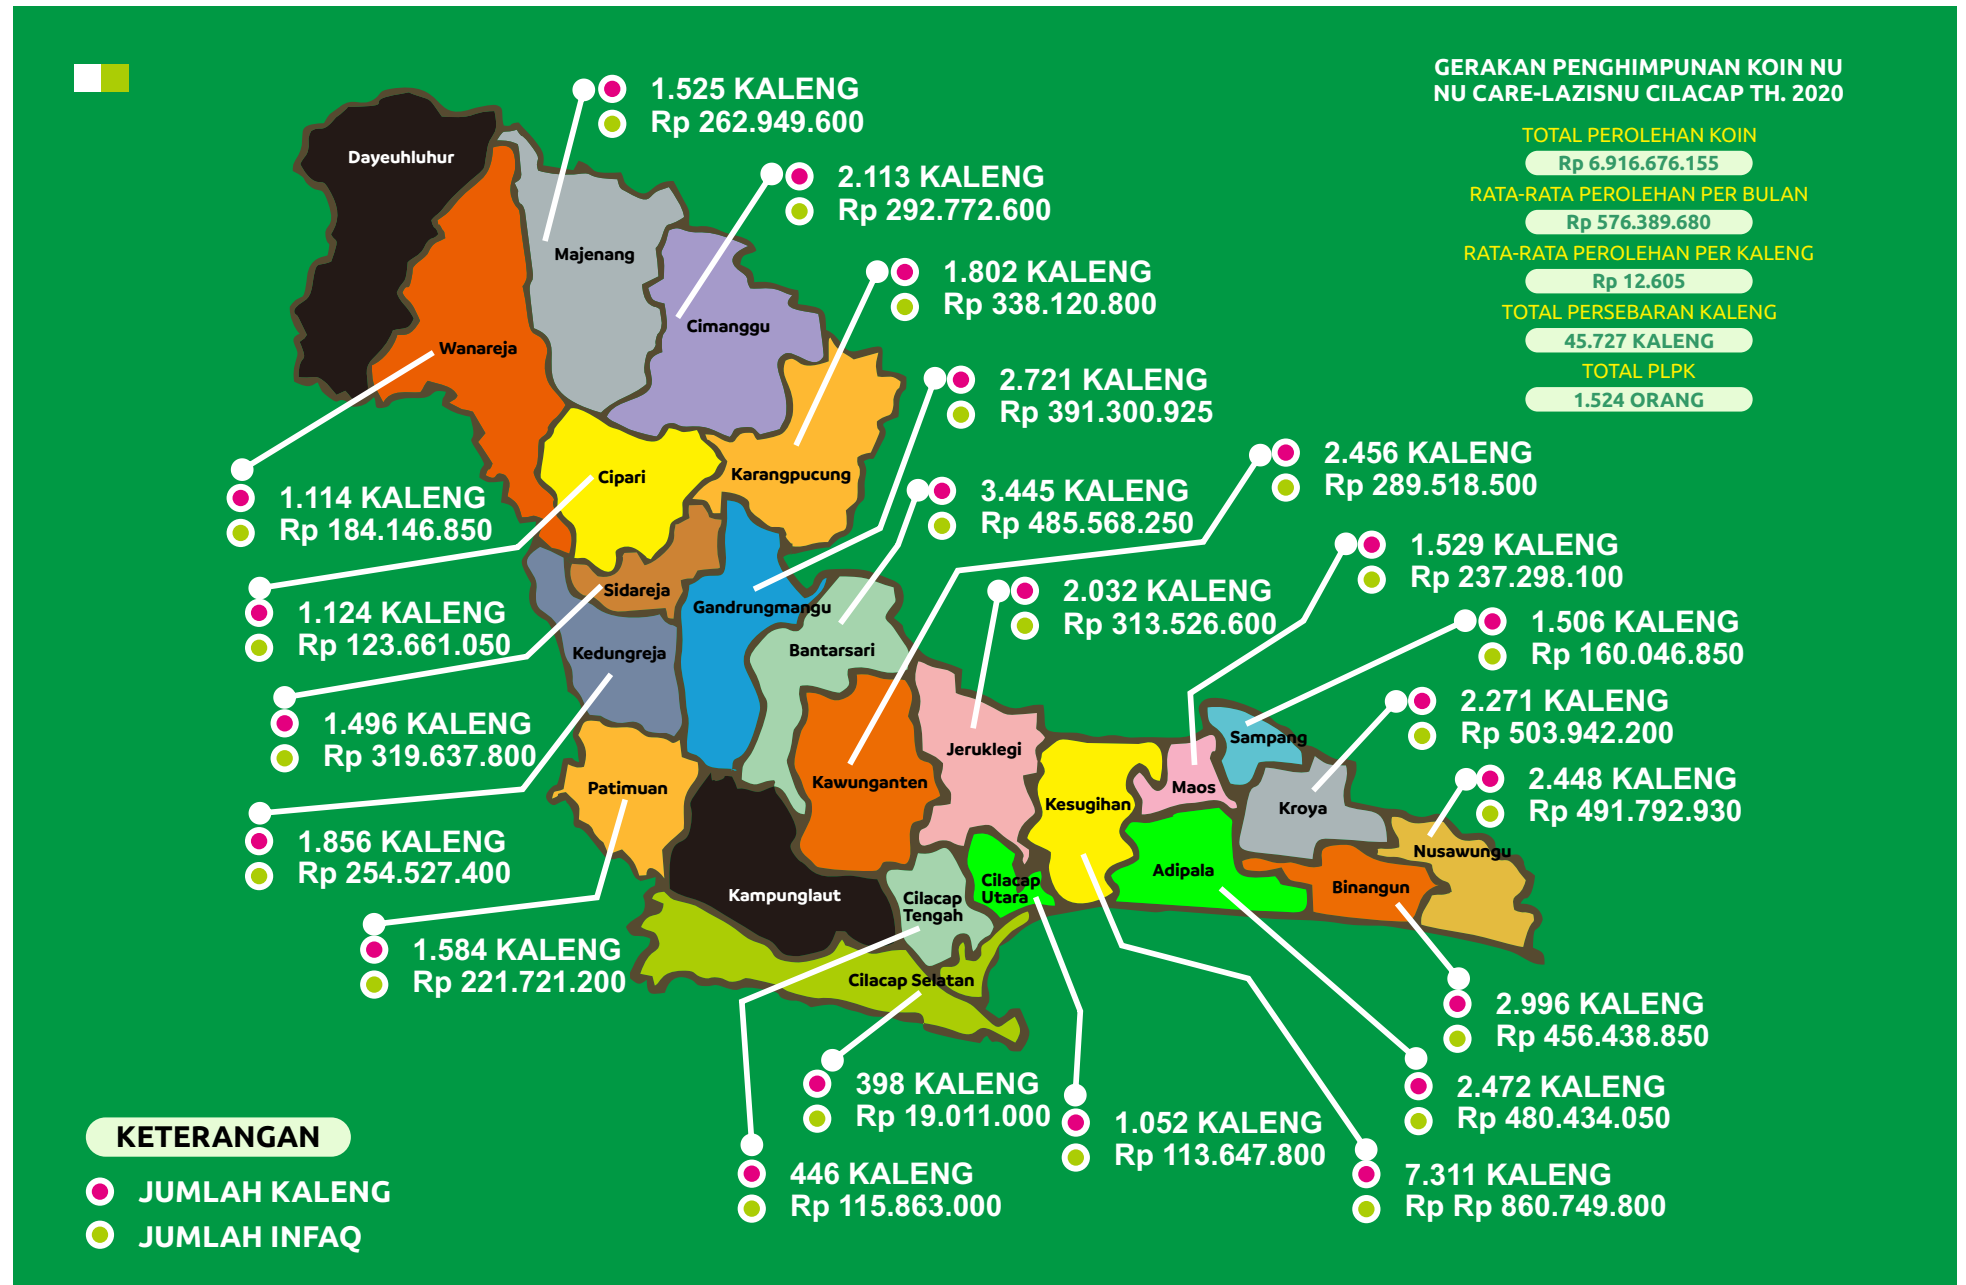 GERAKAN PENGHIMPUNAN KOIN NU
NU CARE-LAZISNU CILACAP TH. 2020
TOTAL PEROLEHAN KOIN
Rp 6.916.676.155
RATA-RATA PEROLEHAN PER BULAN
Rp 576.389.680
RATA-RATA PEROLEHAN PER KALENG
Rp 12.605
TOTAL PERSEBARAN KALENG
45.727 KALENG
TOTAL PLPK
1.524 ORANG
1.525 KALENG
Rp 262.949.600
2.113 KALENG
Rp 292.772.600
1.802 KALENG
Rp 338.120.800
2.721 KALENG
Rp 391.300.925
3.445 KALENG
Rp 485.568.250
2.456 KALENG
Rp 289.518.500
1.529 KALENG
Rp 237.298.100
2.032 KALENG
Rp 313.526.600
1.506 KALENG
Rp 160.046.850
2.271 KALENG
Rp 503.942.200
2.448 KALENG
Rp 491.792.930
1.114 KALENG
Rp 184.146.850
1.124 KALENG
Rp 123.661.050
1.496 KALENG
Rp 319.637.800
1.856 KALENG
Rp 254.527.400
1.584 KALENG
Rp 221.721.200
2.996 KALENG
Rp 456.438.850
398 KALENG
Rp 19.011.000
2.472 KALENG
Rp 480.434.050
1.052 KALENG
Rp 113.647.800
446 KALENG
Rp 115.863.000
7.311 KALENG
Rp Rp 860.749.800
Dayeuhluhur
Majenang
Cimanggu
Wanareja
Cipari
Karangpucung
Sidareja
Gandrungmangu
Kedungreja
Bantarsari
Jeruklegi
Sampang
Patimuan
Kawunganten
Maos
Kesugihan
Kroya
Nusawungu
Adipala
Binangun
Kampunglaut
Cilacap
Tengah
Cilacap
Utara
Cilacap Selatan
KETERANGAN
JUMLAH KALENG
JUMLAH INFAQ